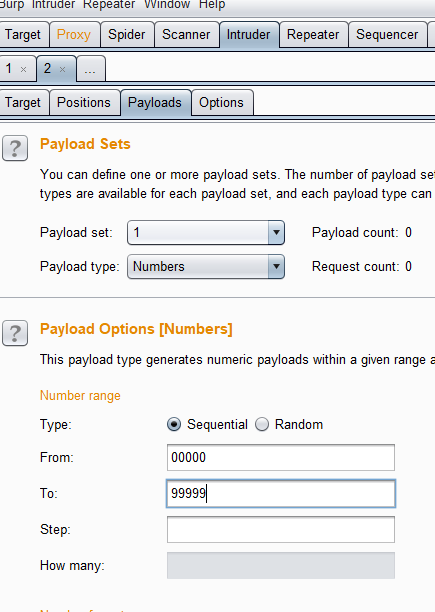 Burp Intruder Repeater Window Help
Target Proxy Spider Scanner Intruder Repeater Sequencer
1 × 2 × ...
Target Positions Payloads Options
? Payload Sets
You can define one or more payload sets. The number of payload set
types are available for each payload set, and each payload type can
Payload set: 1 Payload count: 0
Payload type: Numbers Request count: 0
? Payload Options [Numbers]
This payload type generates numeric payloads within a given range a
Number range
Type: Sequential Random
From: 00000
To: 99999
Step:
How many: